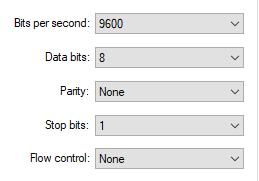 Bits per second: 9600
Data bits: 8
Parity: None
Stop bits: 1
Flow control: None